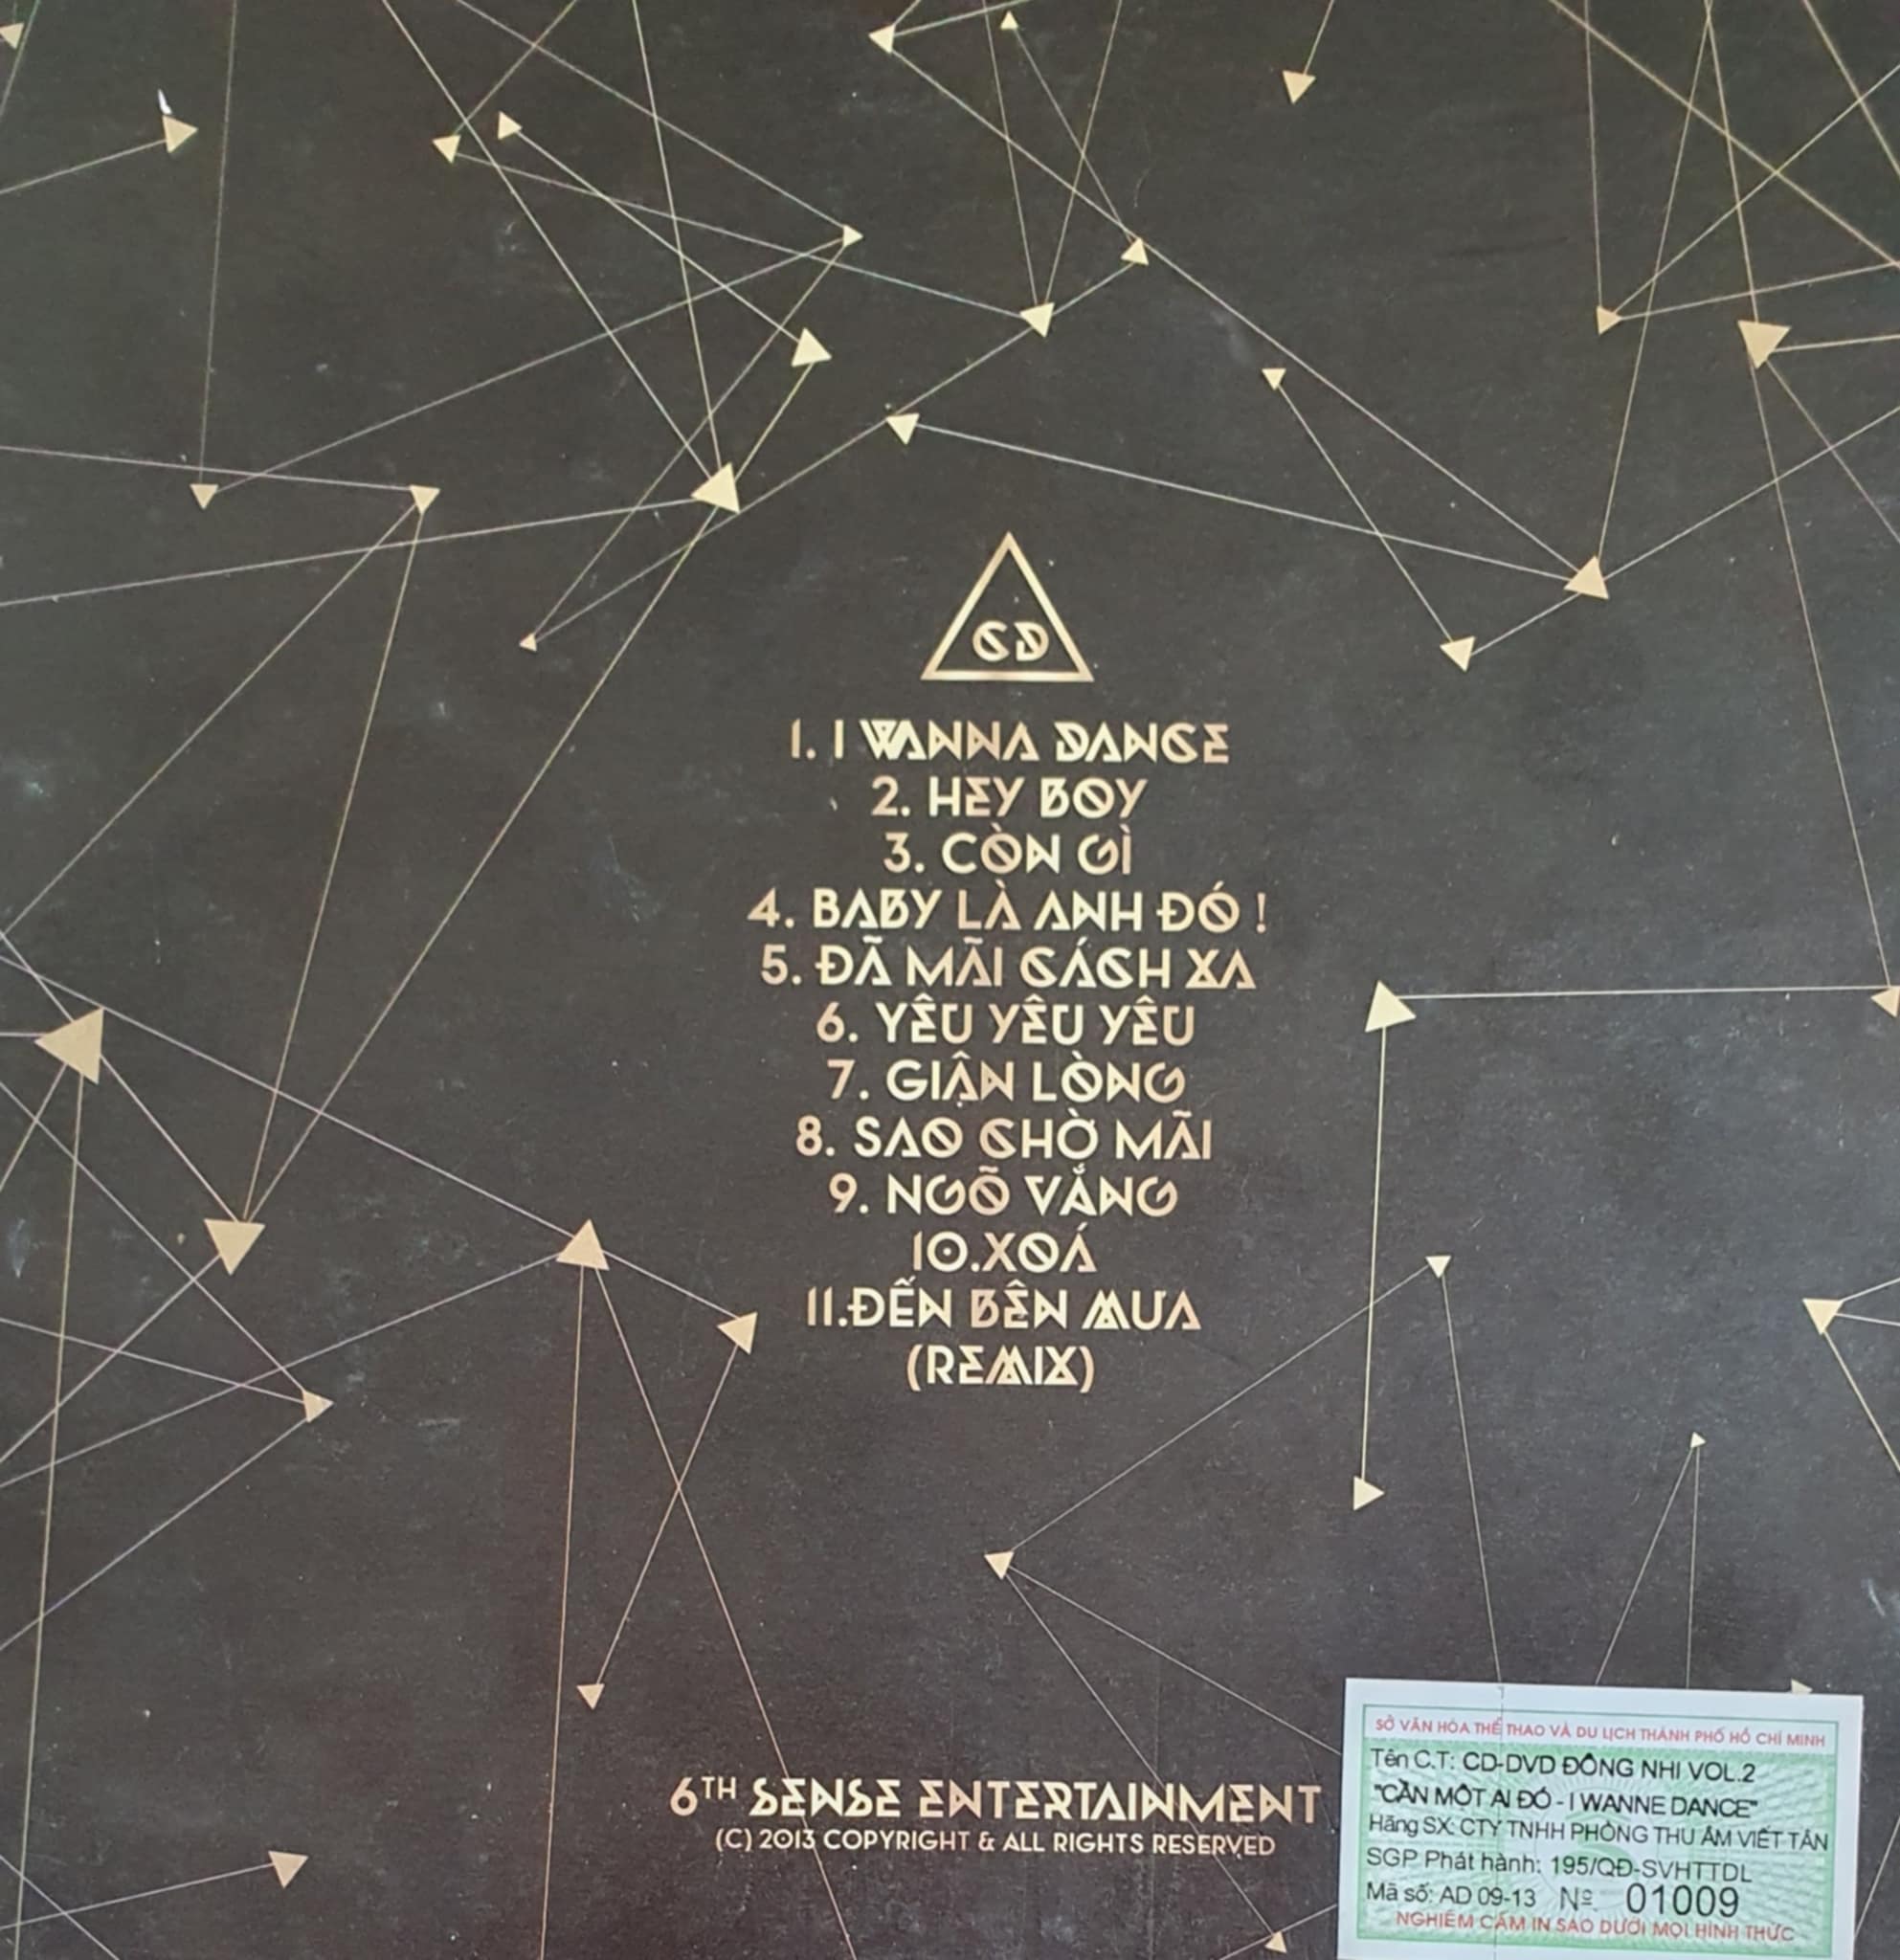 CD
1. I WANNA DANCE
2. HEY BOY
3. CÒN GÌ
4. BABY LÀ ANH ĐÓ !
5. ĐÃ MÃI CÁCH XA
6. YÊU YÊU YÊU
7. GIẬN LÒNG
8. SAO CHỜ MÃI
9. NGÕ VẮNG
10.XOÁ
11.ĐẾN BÊN MƯA
(REMIX)
6TH SENSE ENTERTAINMENT
(C) 2013 COPYRIGHT & ALL RIGHTS RESERVED
SỞ VĂN HÓA THỂ THAO VÀ DU LỊCH THÀNH PHỐ HỒ CHÍ MINH
Tên C.T: CD-DVD ĐÔNG NHI VOL.2
"CẦN MỘT AI ĐÓ - I WANNE DANCE"
Hãng SX: CTY TNHH PHÒNG THU ÂM VIẾT TÂN
SGP Phát hành: 195/QĐ-SVHTTDL
Mã số: AD 09-13 Nº 01009
NGHIÊM CẤM IN SAO DƯỚI MỌI HÌNH THỨC